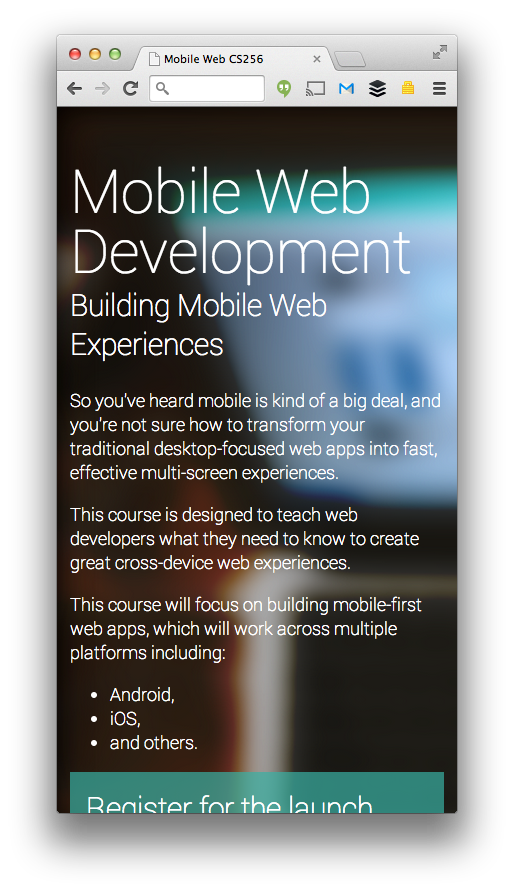 Mobile Web CS256
Mobile Web
Development
Building Mobile Web
Experiences
So you've heard mobile is kind of a big deal, and
you're not sure how to transform your
traditional desktop-focused web apps into fast,
effective multi-screen experiences.
This course is designed to teach web
developers what they need to know to create
great cross-device web experiences.
This course will focus on building mobile-first
web apps, which will work across multiple
platforms including:
• Android,
• iOS,
• and others.
Register for the launch